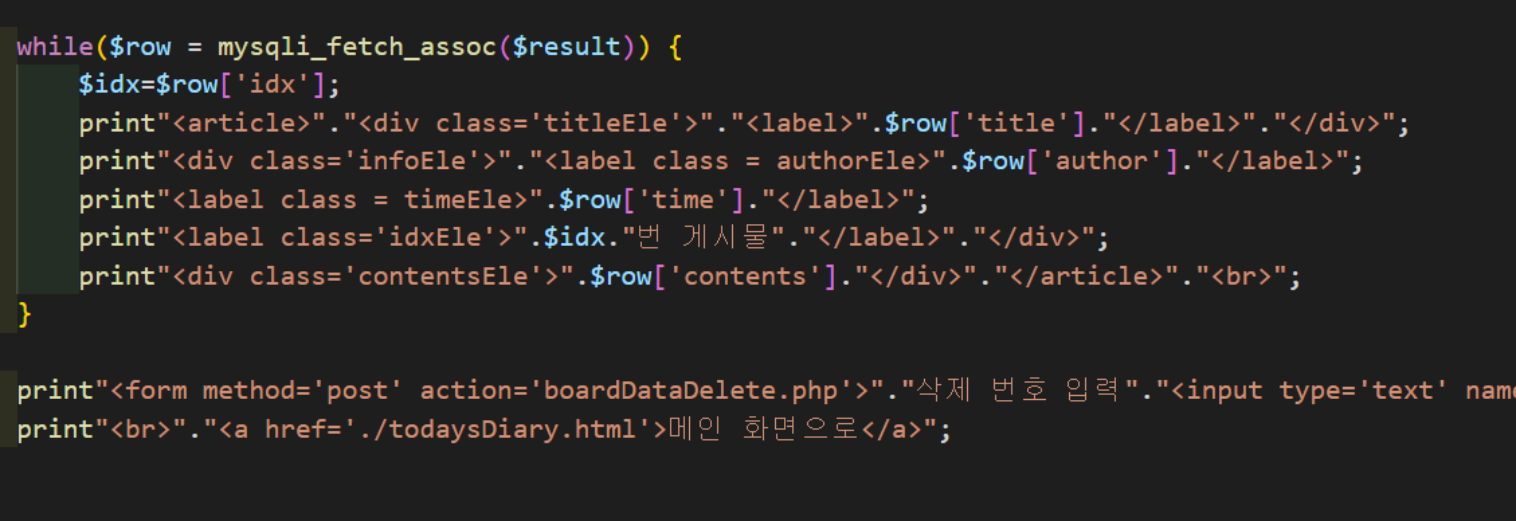 while($row = mysqli_fetch_assoc($result)) {
    $idx=$row['idx'];
    print"<article>"."<div class='titleEle'>"."<label>".$row['title']."</label>"."</div>";
    print"<div class='infoEle'>"."<label class = authorEle>".$row['author']."</label>";
    print"<label class = timeEle>".$row['time']."</label>";
    print"<label class='idxEle'>".$idx."번 게시물"."</label>"."</div>";
    print"<div class='contentsEle'>".$row['contents']."</div>"."</article>"."<br>";
}
print"<form method='post' action='boardDataDelete.php'>"."삭제 번호 입력"."<input type='text'
print"<br>"."<a href='./todaysDiary.html'>메인 화면으로</a>";